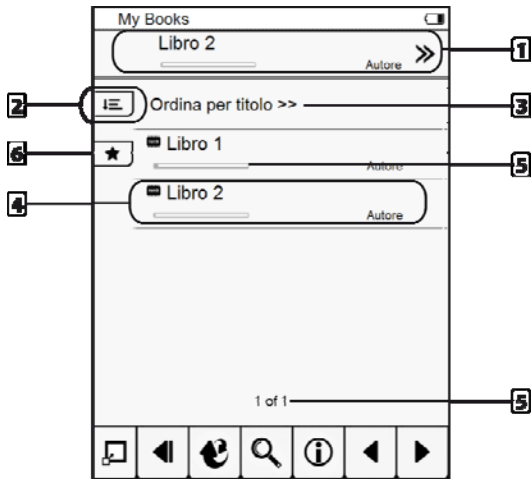 My Books
Libro 2
Autore
1
2
Ordina per titolo >>
3
6
Libro 1
Autore
5
4
Libro 2
Autore
1 of 1
5